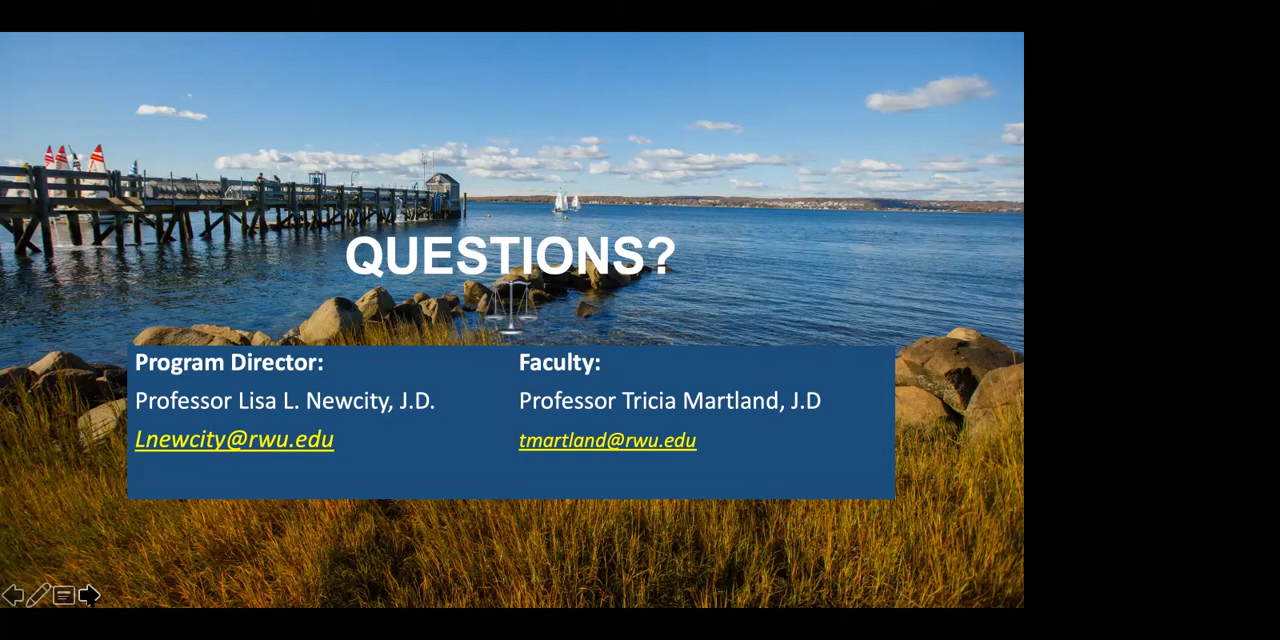 QUESTIONS?
Program Director:
Professor Lisa L. Newcity, J.D.
Lnewcity@rwu.edu
Faculty:
Professor Tricia Martland, J.D
tmartland@rwu.edu